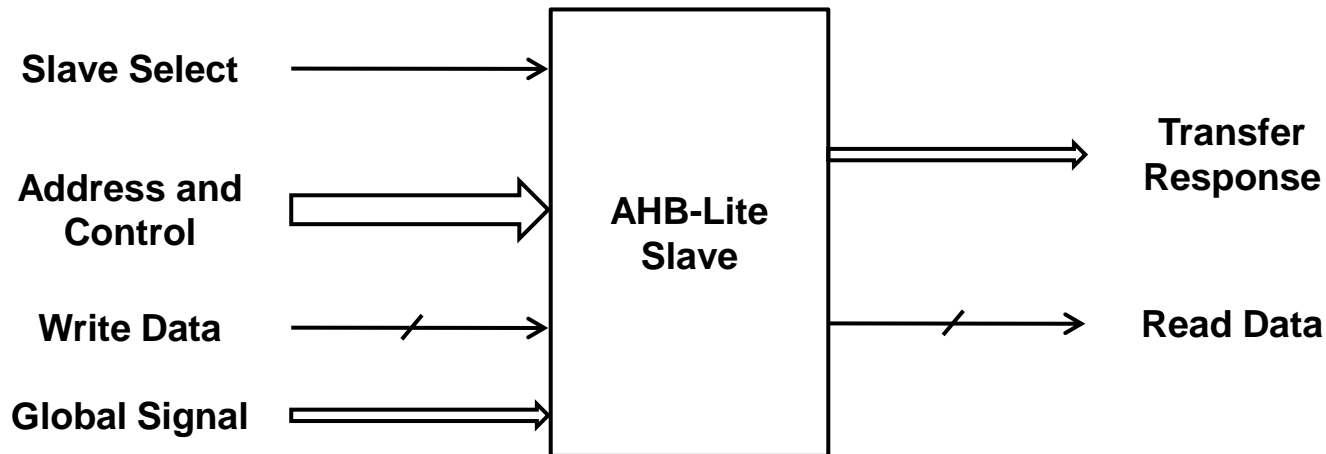 Slave Select
Address and
Control
Write Data
Global Signal
AHB-Lite
Slave
Transfer
Response
Read Data